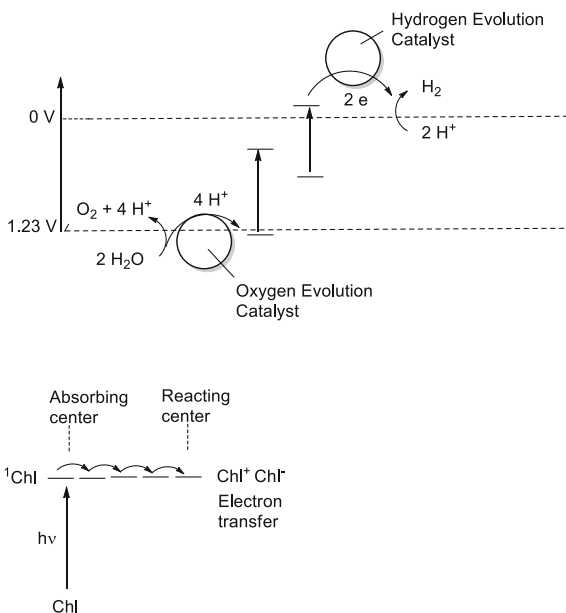 Hydrogen Evolution
Catalyst
H₂
2 e
0 V
2 H⁺
4 H⁺
O₂ + 4 H⁺
1.23 V
2 H₂O
Oxygen Evolution
Catalyst
Absorbing
center
Reacting
center
¹Chl
Chl⁺ Chl⁻
Electron
transfer
hν
Chl